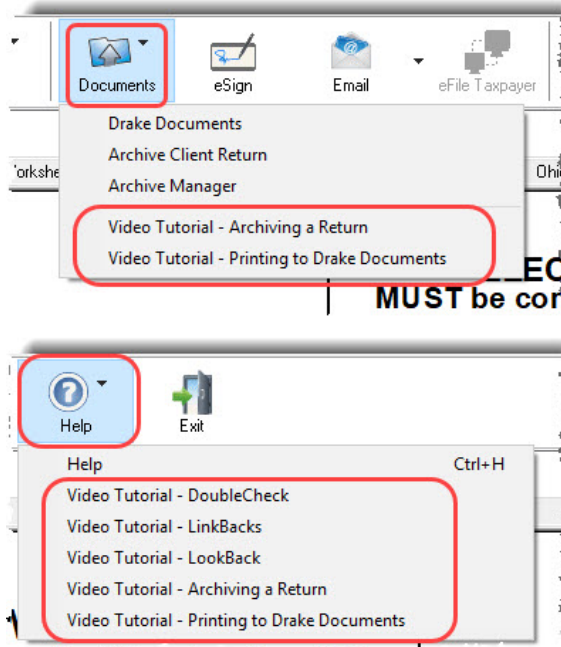 Documents
eSign
Email
eFile Taxpayer
Drake Documents
Archive Client Return
Archive Manager
Video Tutorial - Archiving a Return
Video Tutorial - Printing to Drake Documents
MUST be
Help
Exit
Help Ctrl+H
Video Tutorial - DoubleCheck
Video Tutorial - LinkBacks
Video Tutorial - LookBack
Video Tutorial - Archiving a Return
Video Tutorial - Printing to Drake Documents